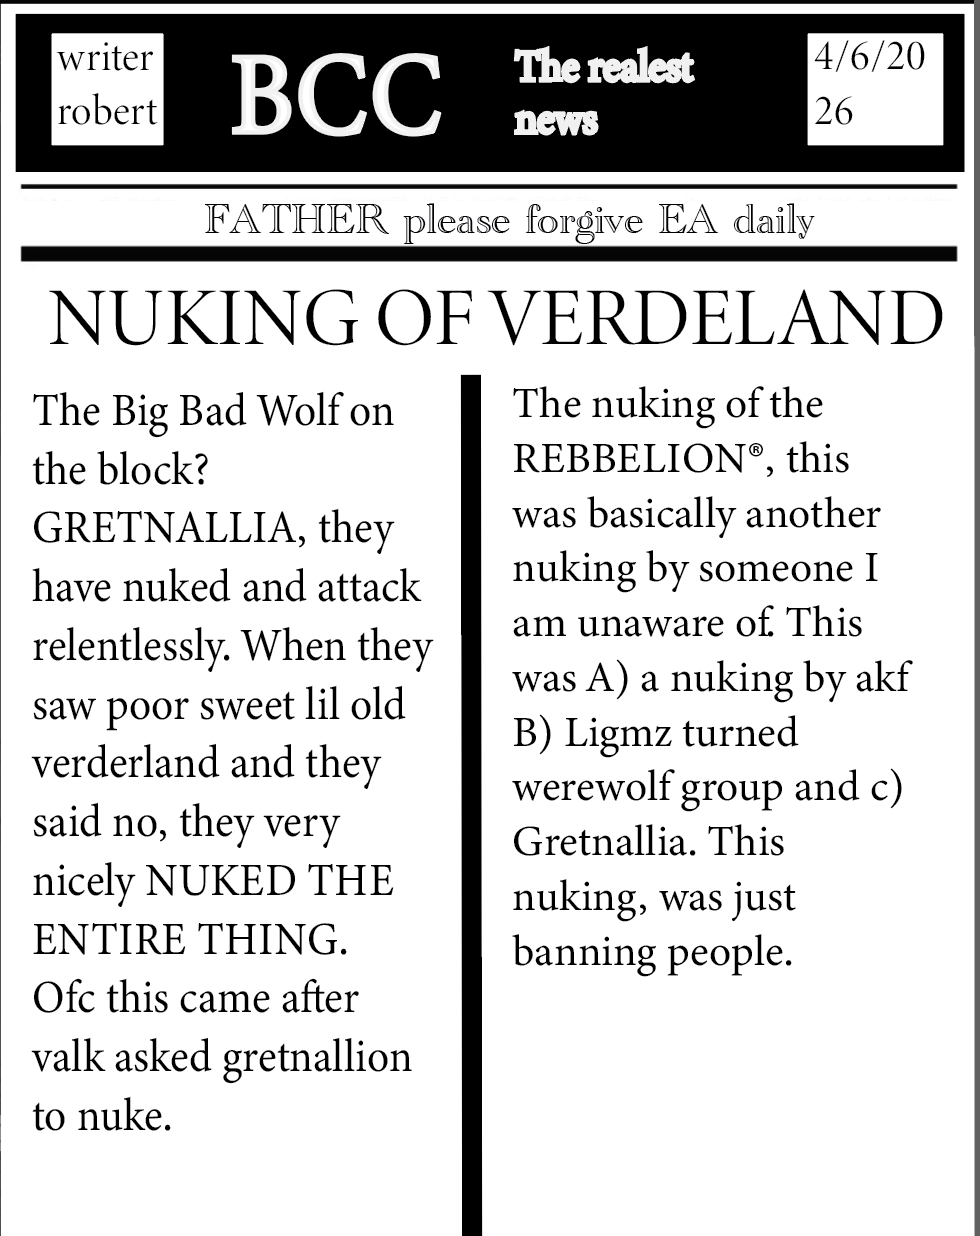 writer
robert
BCC
The realest
news
4/6/20
26
FATHER please forgive EA daily
NUKING OF VERDELAND
The Big Bad Wolf on
the block?
GRETNALLIA, they
have nuked and attack
relentlessly. When they
saw poor sweet lil old
verderland and they
said no, they very
nicely NUKED THE
ENTIRE THING.
Ofc this came after
valk asked gretnallion
to nuke.
The nuking of the
REBBELION®, this
was basically another
nuking by someone I
am unaware of. This
was A) a nuking by akf
B) Ligmz turned
werewolf group and c)
Gretnallia. This
nuking, was just
banning people.